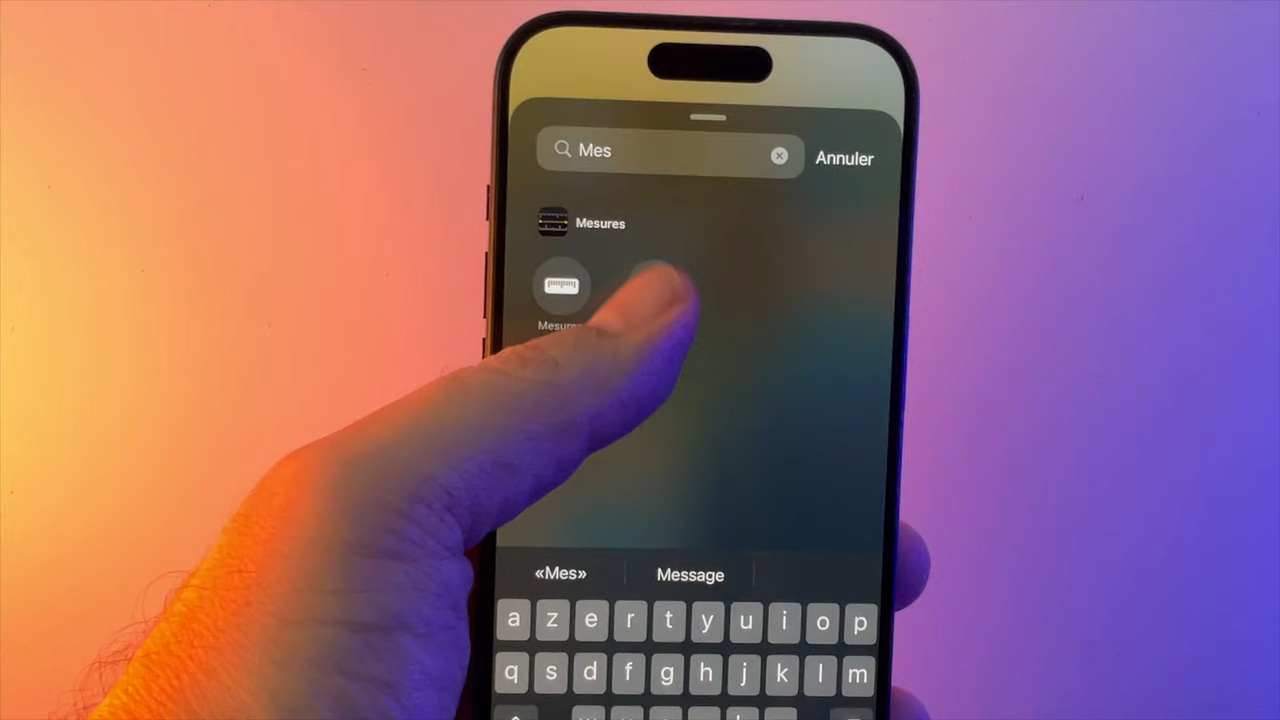 Mes
Annuler
Mesures
«Mes» Message
a z e r t y u i o p
q s d f g h j k l m